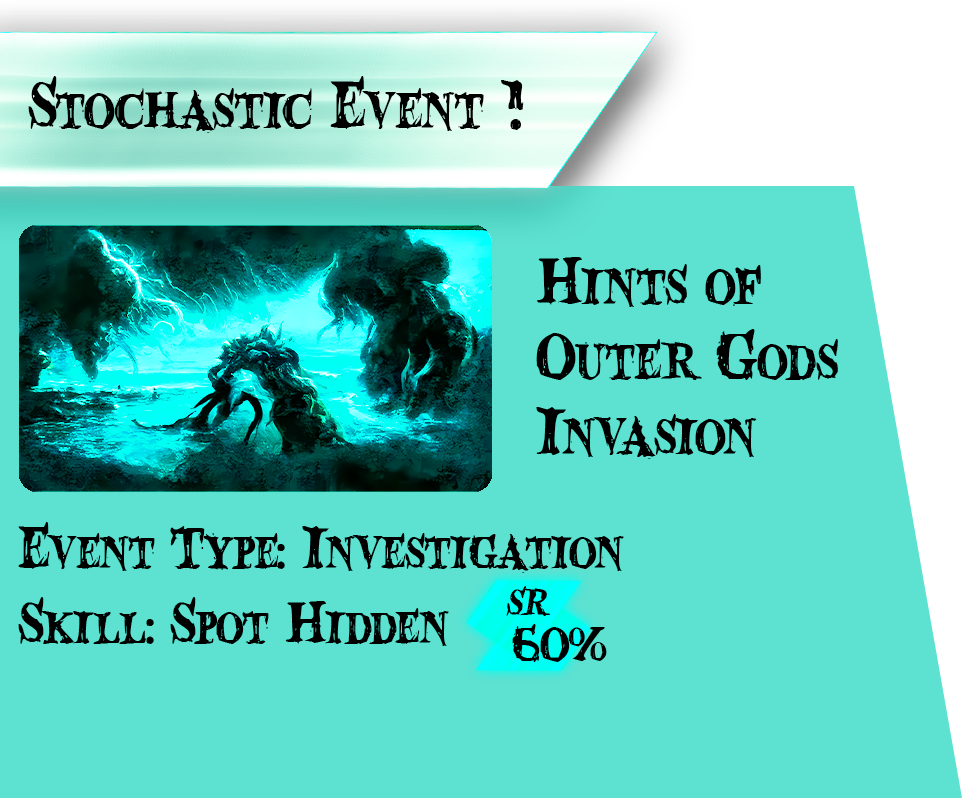 Stochastic Event !
Hints of
Outer Gods
Invasion
Event Type: Investigation
Skill: Spot Hidden
SR
60%